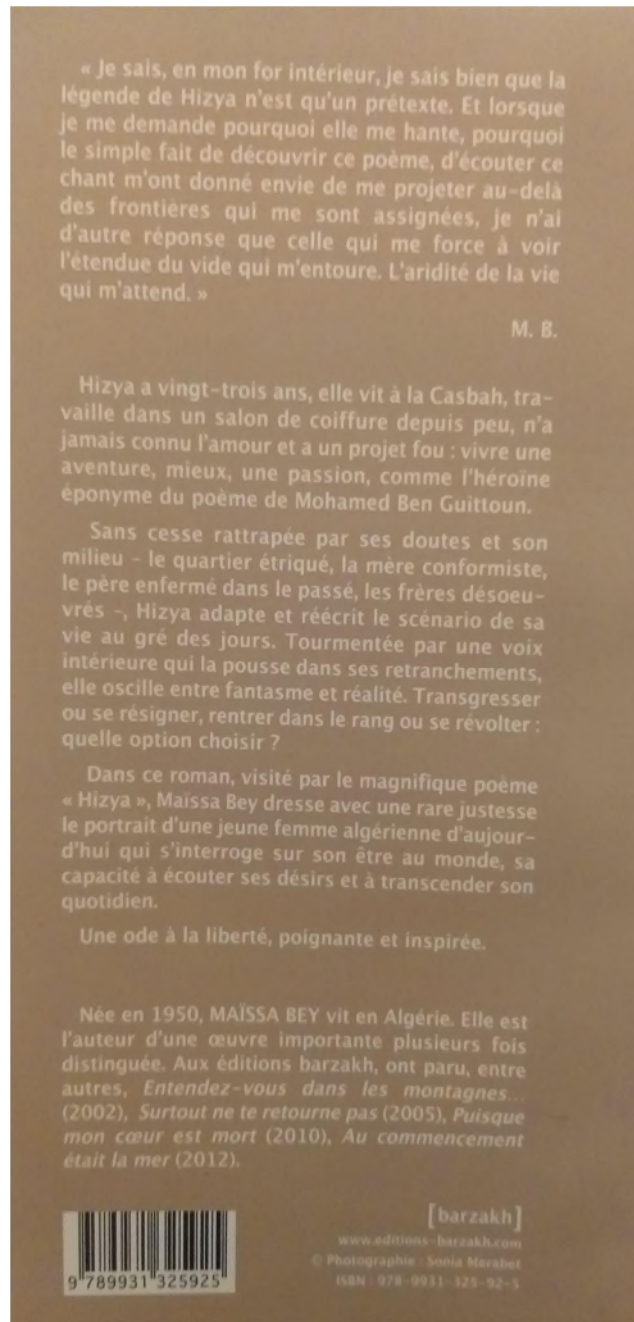 « Je sais, en mon for intérieur, je sais bien que la
légende de Hizya n'est qu'un prétexte. Et lorsque
je me demande pourquoi elle me hante, pourquoi
le simple fait de découvrir ce poème, d'écouter ce
chant m'ont donné envie de me projeter au-delà
des frontières qui me sont assignées, je n'ai
d'autre réponse que celle qui me force à voir
l'étendue du vide qui m'entoure. L'aridité de la vie
qui m'attend. »
M. B.
Hizya a vingt-trois ans, elle vit à la Casbah, tra-
vaille dans un salon de coiffure depuis peu, n'a
jamais connu l'amour et a un projet fou : vivre une
aventure, mieux, une passion, comme l'héroïne
éponyme du poème de Mohamed Ben Guittoun.
Sans cesse rattrapée par ses doutes et son
milieu – le quartier étriqué, la mère conformiste,
le père enfermé dans le passé, les frères désoeu-
vrés –, Hizya adapte et réécrit le scénario de sa
vie au gré des jours. Tourmentée par une voix
intérieure qui la pousse dans ses retranchements,
elle oscille entre fantasme et réalité. Transgresser
ou se résigner, rentrer dans le rang ou se révolter :
quelle option choisir ?
Dans ce roman, visité par le magnifique poème
« Hizya », Maïssa Bey dresse avec une rare justesse
le portrait d'une jeune femme algérienne d'aujour-
d'hui qui s'interroge sur son être au monde, sa
capacité à écouter ses désirs et à transcender son
quotidien.
Une ode à la liberté, poignante et inspirée.
Née en 1950, MAÏSSA BEY vit en Algérie. Elle est
l'auteur d'une œuvre importante plusieurs fois
distinguée. Aux éditions barzakh, ont paru, entre
autres, Entendez-vous dans les montagnes...
(2002), Surtout ne te retourne pas (2005), Puisque
mon cœur est mort (2010), Au commencement
était la mer (2012).
[barzakh]
www.editions-barzakh.com
© Photographie : Sonia Merabet
ISBN : 978-9931-325-92-5
9 789931 325925